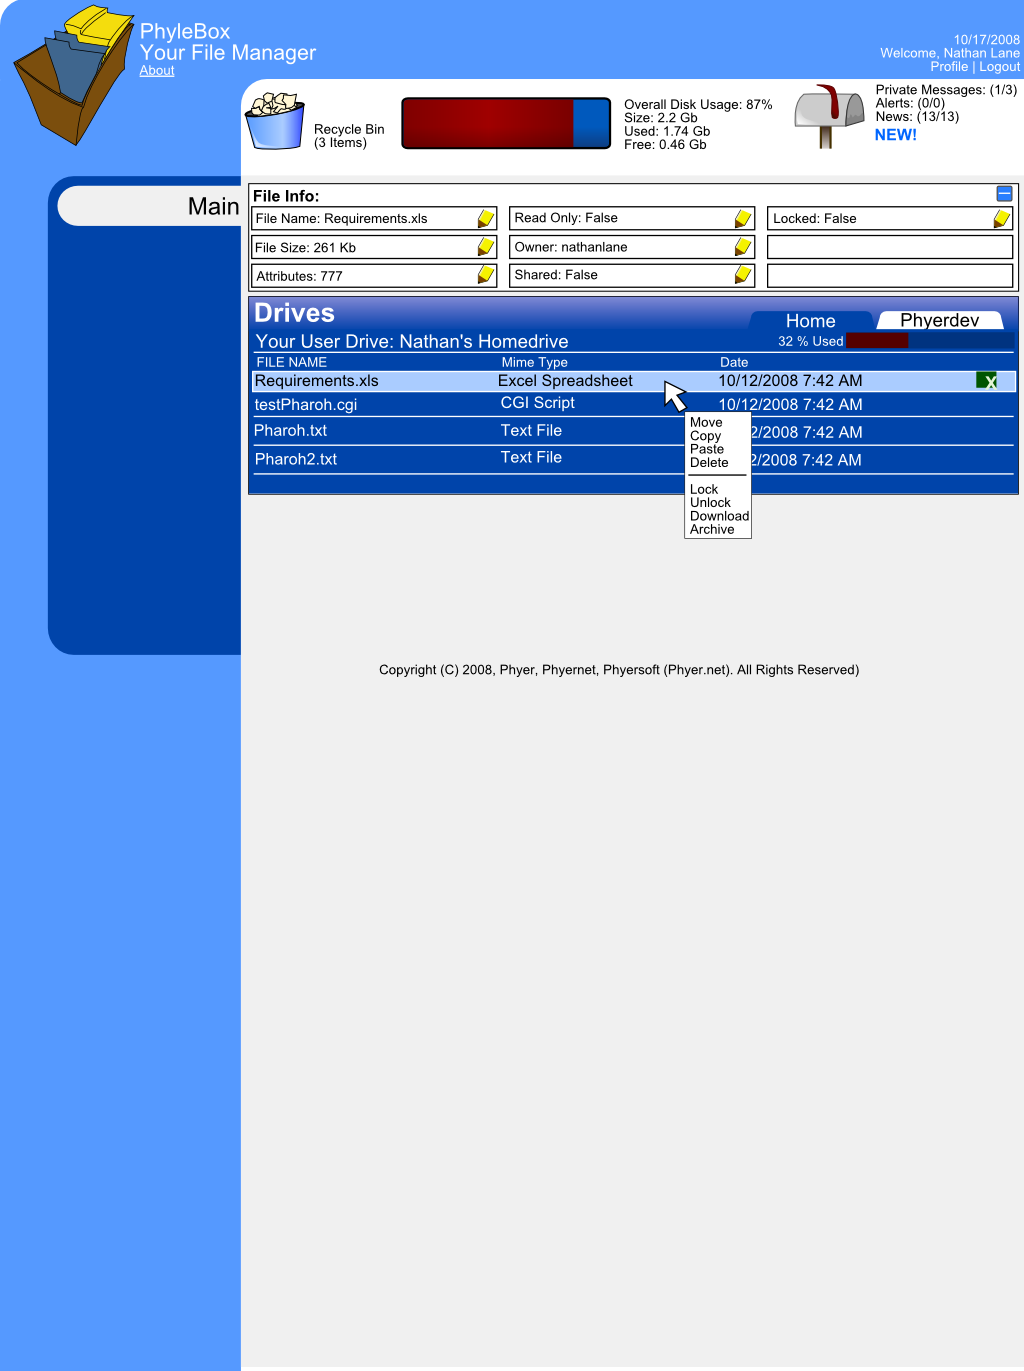 PhyleBox
Your File Manager
About
10/17/2008
Welcome, Nathan Lane
Profile | Logout
Recycle Bin
(3 Items)
Overall Disk Usage: 87%
Size: 2.2 Gb
Used: 1.74 Gb
Free: 0.46 Gb
Private Messages: (1/3)
Alerts: (0/0)
News: (13/13)
NEW!
Main
File Info:
File Name: Requirements.xls
Read Only: False
Locked: False
File Size: 261 Kb
Owner: nathanlane
Attributes: 777
Shared: False
Drives
Home
Phyerdev
Your User Drive: Nathan's Homedrive
32 % Used
FILE NAME Mime Type Date
Requirements.xls Excel Spreadsheet 10/12/2008 7:42 AM X
testPharoh.cgi CGI Script 10/12/2008 7:42 AM
Pharoh.txt Text File 2/2008 7:42 AM
Pharoh2.txt Text File 2/2008 7:42 AM
Move
Copy
Paste
Delete
Lock
Unlock
Download
Archive
Copyright (C) 2008, Phyer, Phyernet, Phyersoft (Phyer.net). All Rights Reserved)